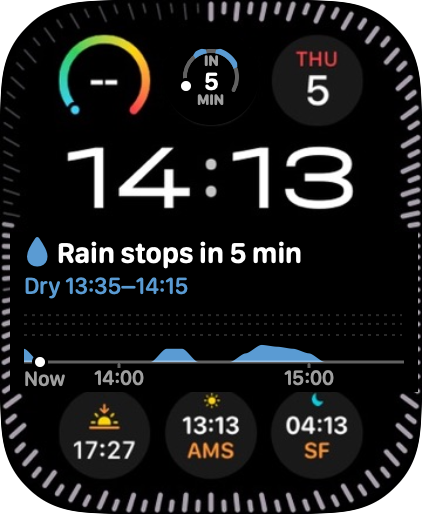 --
IN
5
MIN
THU
5
14:13
Rain stops in 5 min
Dry 13:35–14:15
Now 14:00 15:00
17:27
13:13
AMS
04:13
SF